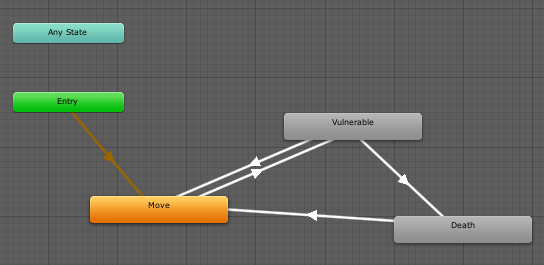 Any State
Entry
Vulnerable
Move
Death